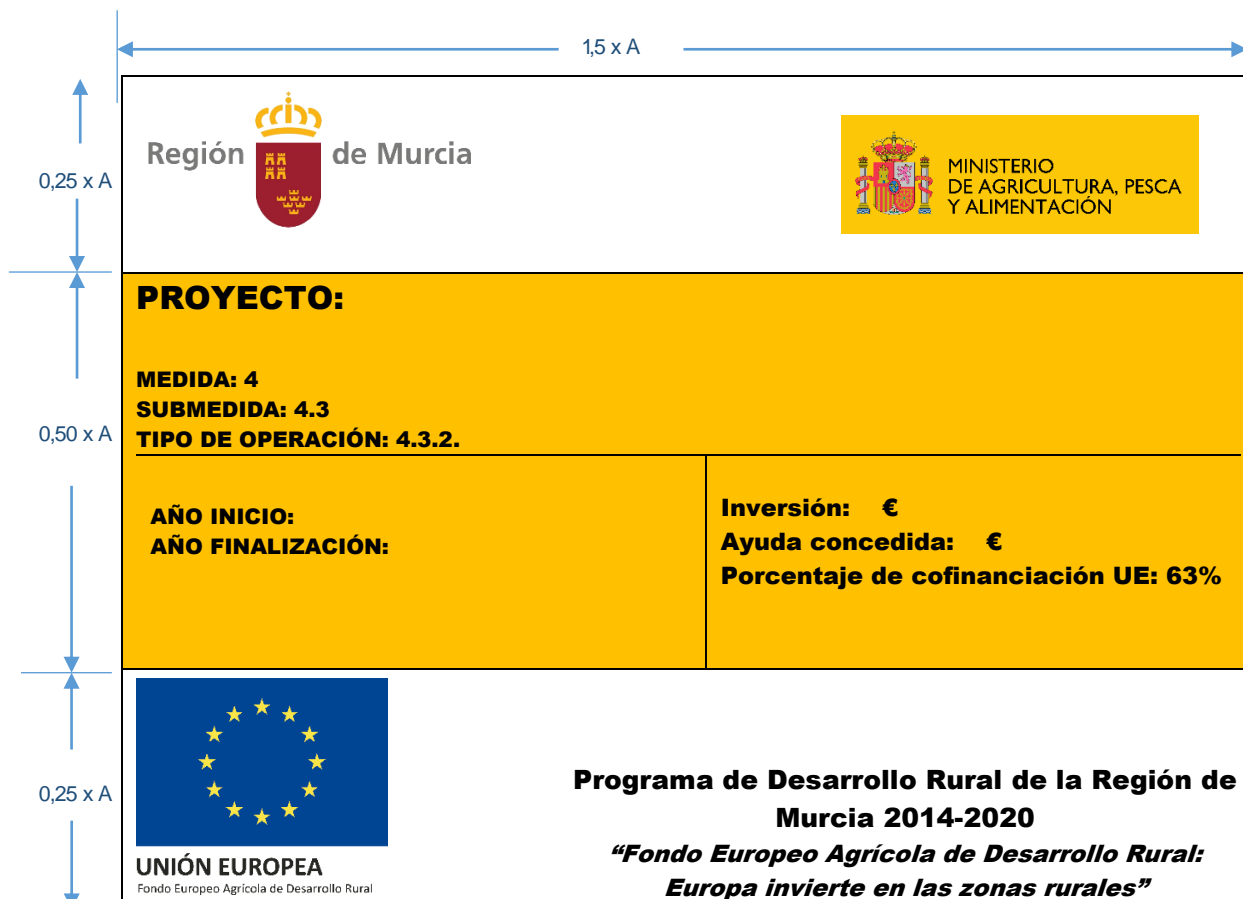 1,5 x A
0,25 x A
Región de Murcia
MINISTERIO
DE AGRICULTURA, PESCA
Y ALIMENTACIÓN
PROYECTO:
MEDIDA: 4
SUBMEDIDA: 4.3
TIPO DE OPERACIÓN: 4.3.2.
0,50 x A
AÑO INICIO:
AÑO FINALIZACIÓN:
Inversión: €
Ayuda concedida: €
Porcentaje de cofinanciación UE: 63%
0,25 x A
UNIÓN EUROPEA
Fondo Europeo Agrícola de Desarrollo Rural
Programa de Desarrollo Rural de la Región de
Murcia 2014-2020
“Fondo Europeo Agrícola de Desarrollo Rural:
Europa invierte en las zonas rurales”